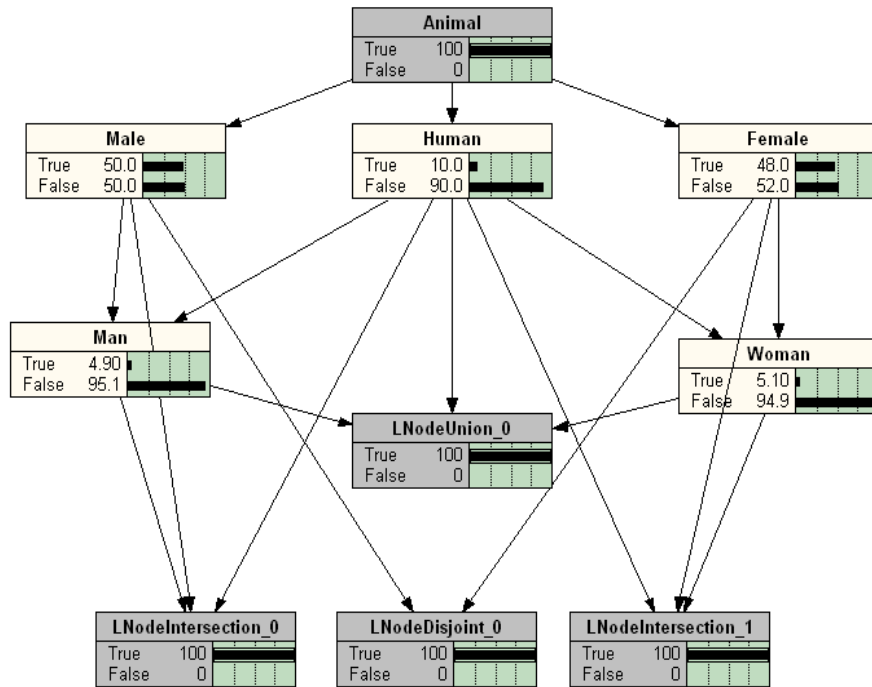 Animal
True 100
False 0
Male
True 50.0
False 50.0
Human
True 10.0
False 90.0
Female
True 48.0
False 52.0
Man
True 4.90
False 95.1
Woman
True 5.10
False 94.9
LNodeUnion_0
True 100
False 0
LNodeIntersection_0
True 100
False 0
LNodeDisjoint_0
True 100
False 0
LNodeIntersection_1
True 100
False 0